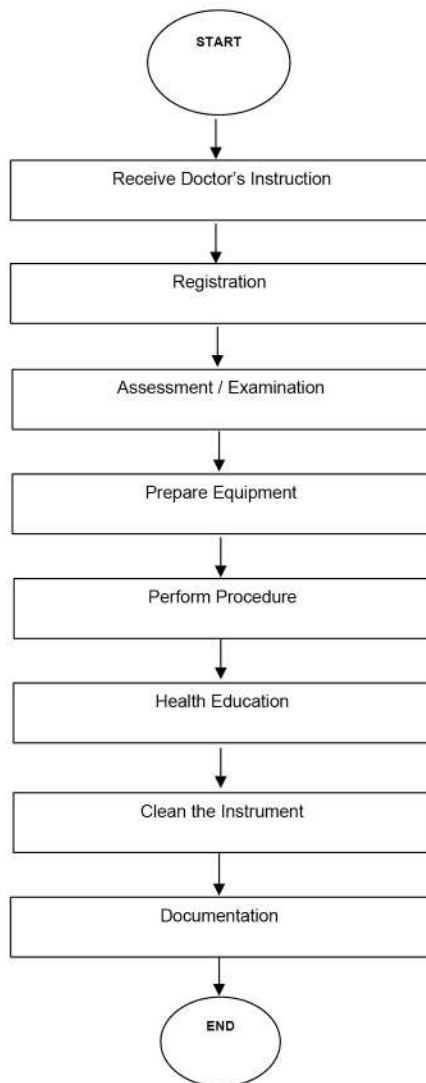 START
Receive Doctor's Instruction
Registration
Assessment / Examination
Prepare Equipment
Perform Procedure
Health Education
Clean the Instrument
Documentation
END